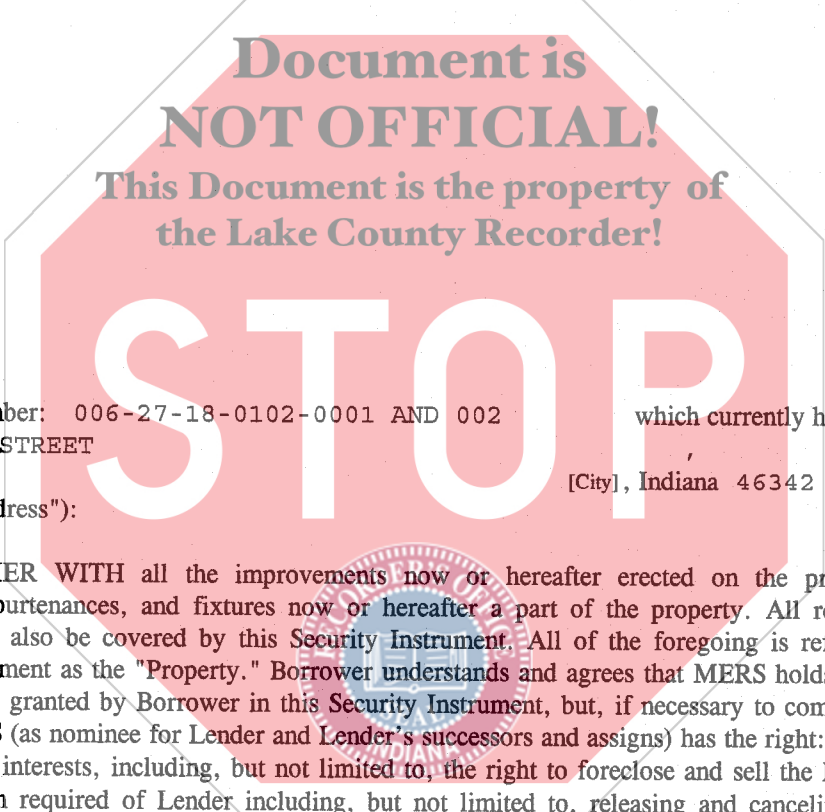 Document is
NOT OFFICIAL!
This Document is the property of
the Lake County Recorder!
STOP
ber: 006-27-18-0102-0001 AND 002 which currently h
STREET ,
[City], Indiana 46342
dress"):
ER WITH all the improvements now or hereafter erected on the pr
ourtenances, and fixtures now or hereafter a part of the property. All re
also be covered by this Security Instrument. All of the foregoing is re
ment as the "Property." Borrower understands and agrees that MERS holds
granted by Borrower in this Security Instrument, but, if necessary to com
(as nominee for Lender and Lender's successors and assigns) has the right:
interests, including, but not limited to, the right to foreclose and sell the
required of Lender including, but not limited to, releasing and canceli
RECORDER'S OFFICE
SEAL
INDIANA